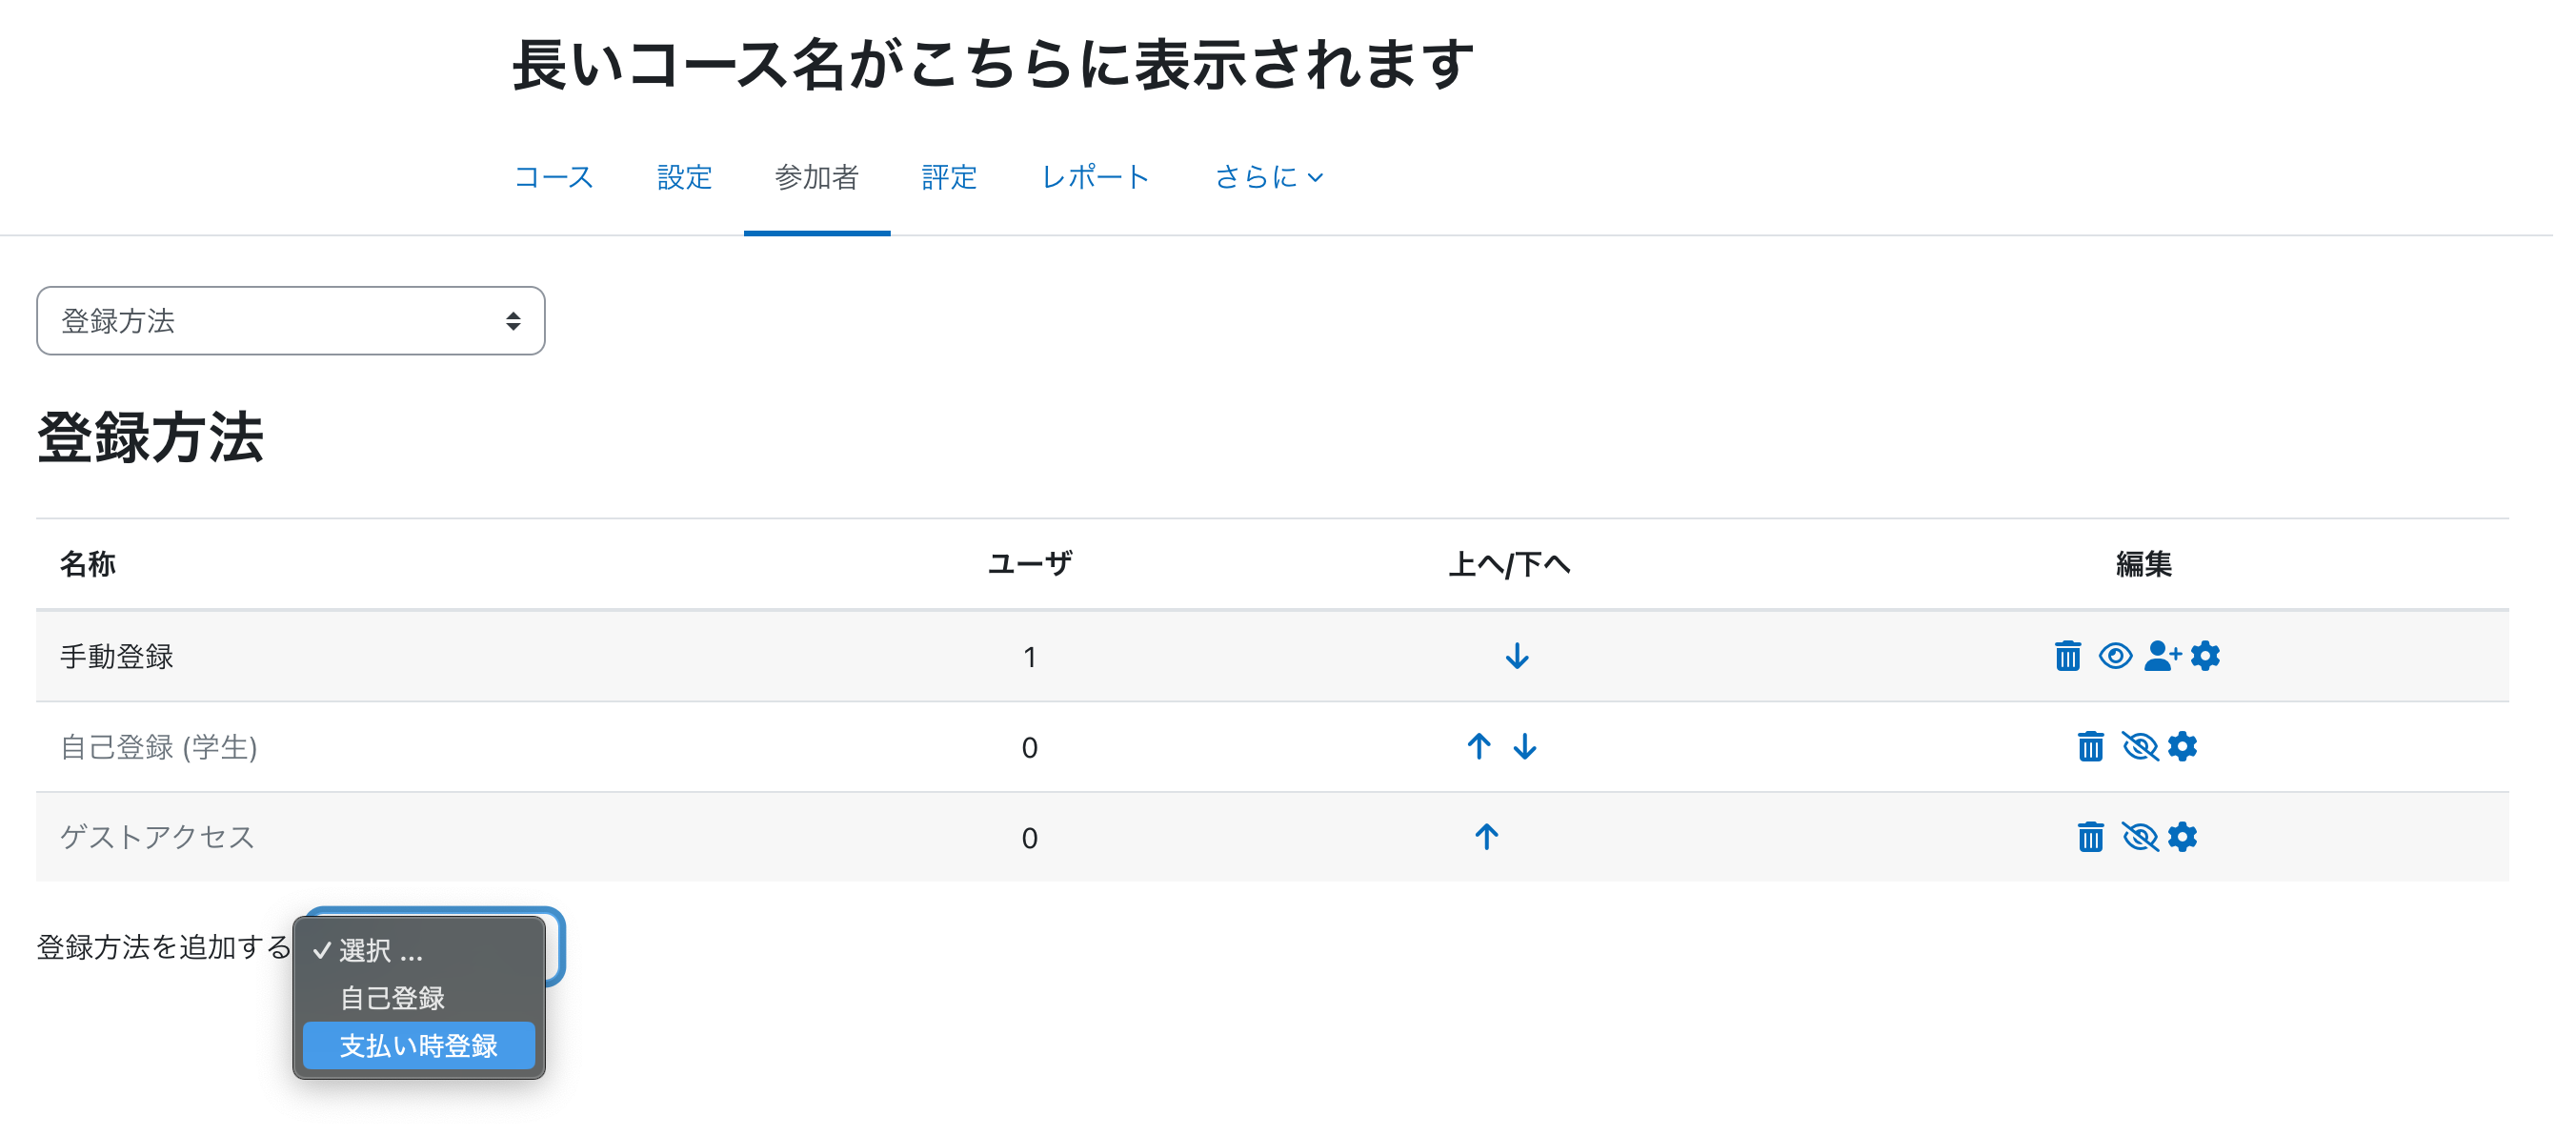 長いコース名がこちらに表示されます
コース 設定 参加者 評定 レポート さらに
登録方法
登録方法
名称 ユーザ 上へ/下へ 編集
手動登録 1
自己登録 (学生) 0
ゲストアクセス 0
登録方法を追加する
選択 ...
自己登録
支払い時登録